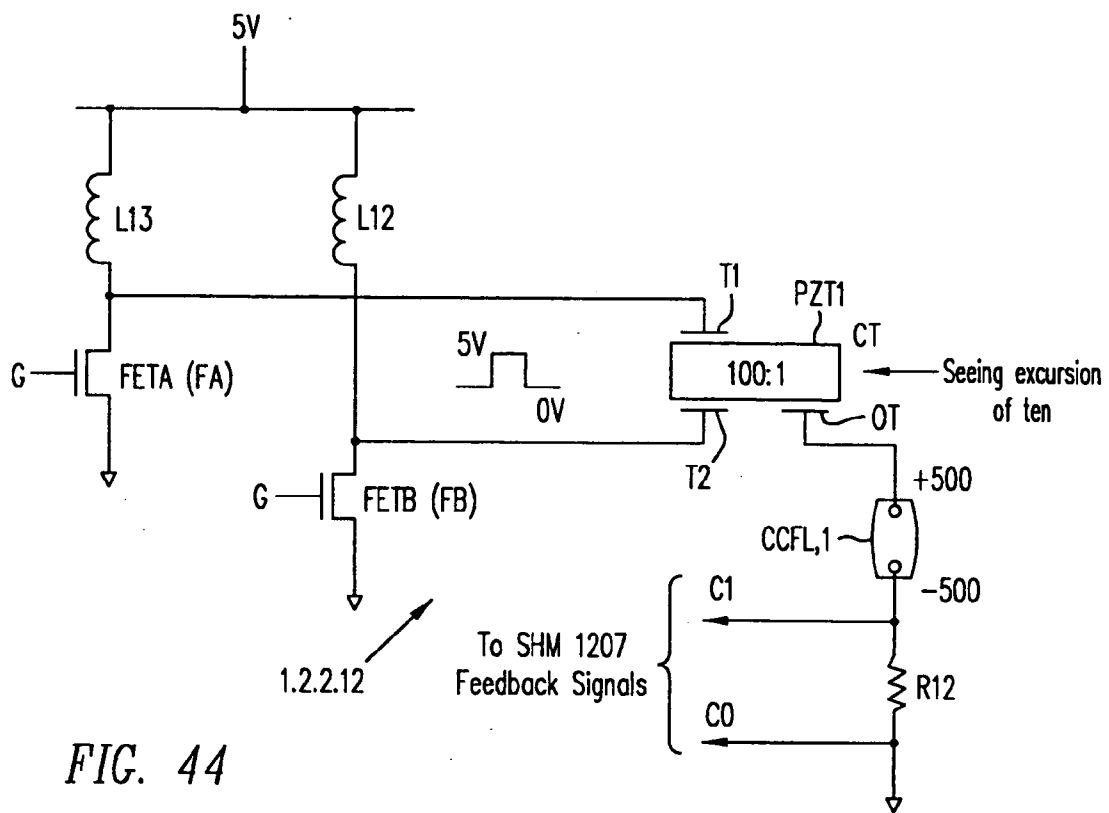 5V
L13
L12
T1
PZT1
CT
5V
0V
100:1
Seeing excursion
of ten
G
FETA (FA)
OT
T2
G
FETB (FB)
+500
CCFL,1
-500
C1
To SHM 1207
Feedback Signals
1.2.2.12
R12
C0
FIG. 44